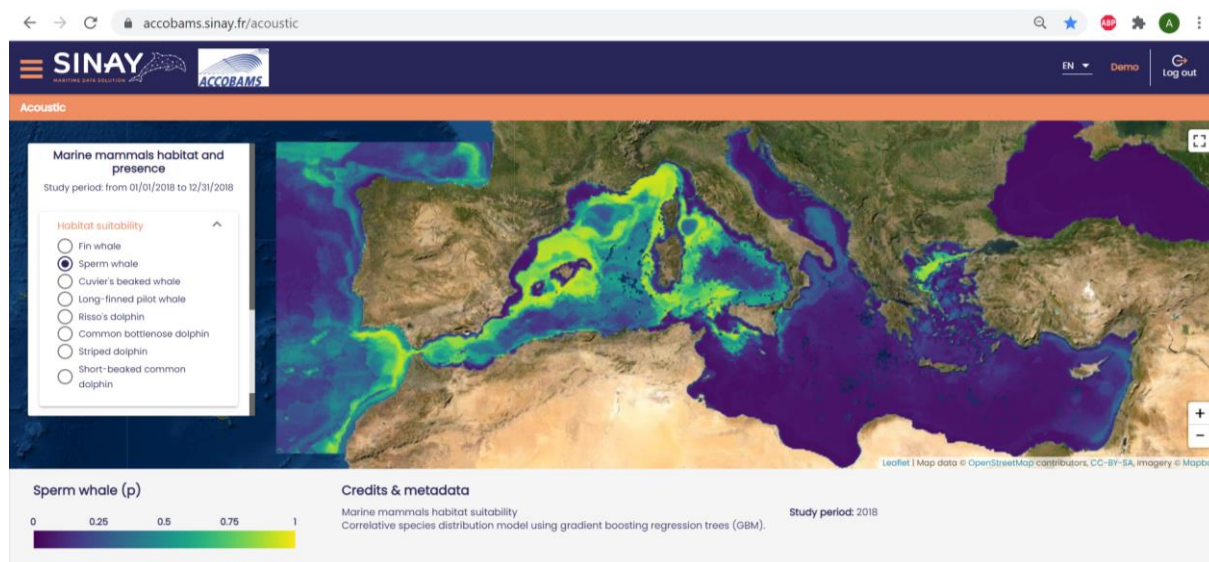 accobams.sinay.fr/acoustic
ABP
A
SINAY
MARITIME DATA SOLUTION
ACCOBAMS
EN
Demo
Log out
Acoustic
Marine mammals habitat and
presence
Study period: from 01/01/2018 to 12/31/2018
Habitat suitability
Fin whale
Sperm whale
Cuvier's beaked whale
Long-finned pilot whale
Risso's dolphin
Common bottlenose dolphin
Striped dolphin
Short-beaked common
dolphin
+
−
Leaflet | Map data © OpenStreetMap contributors, CC-BY-SA, imagery © Mapbo
Sperm whale (p)
0 0.25 0.5 0.75 1
Credits & metadata
Marine mammals habitat suitability
Correlative species distribution model using gradient boosting regression trees (GBM).
Study period: 2018